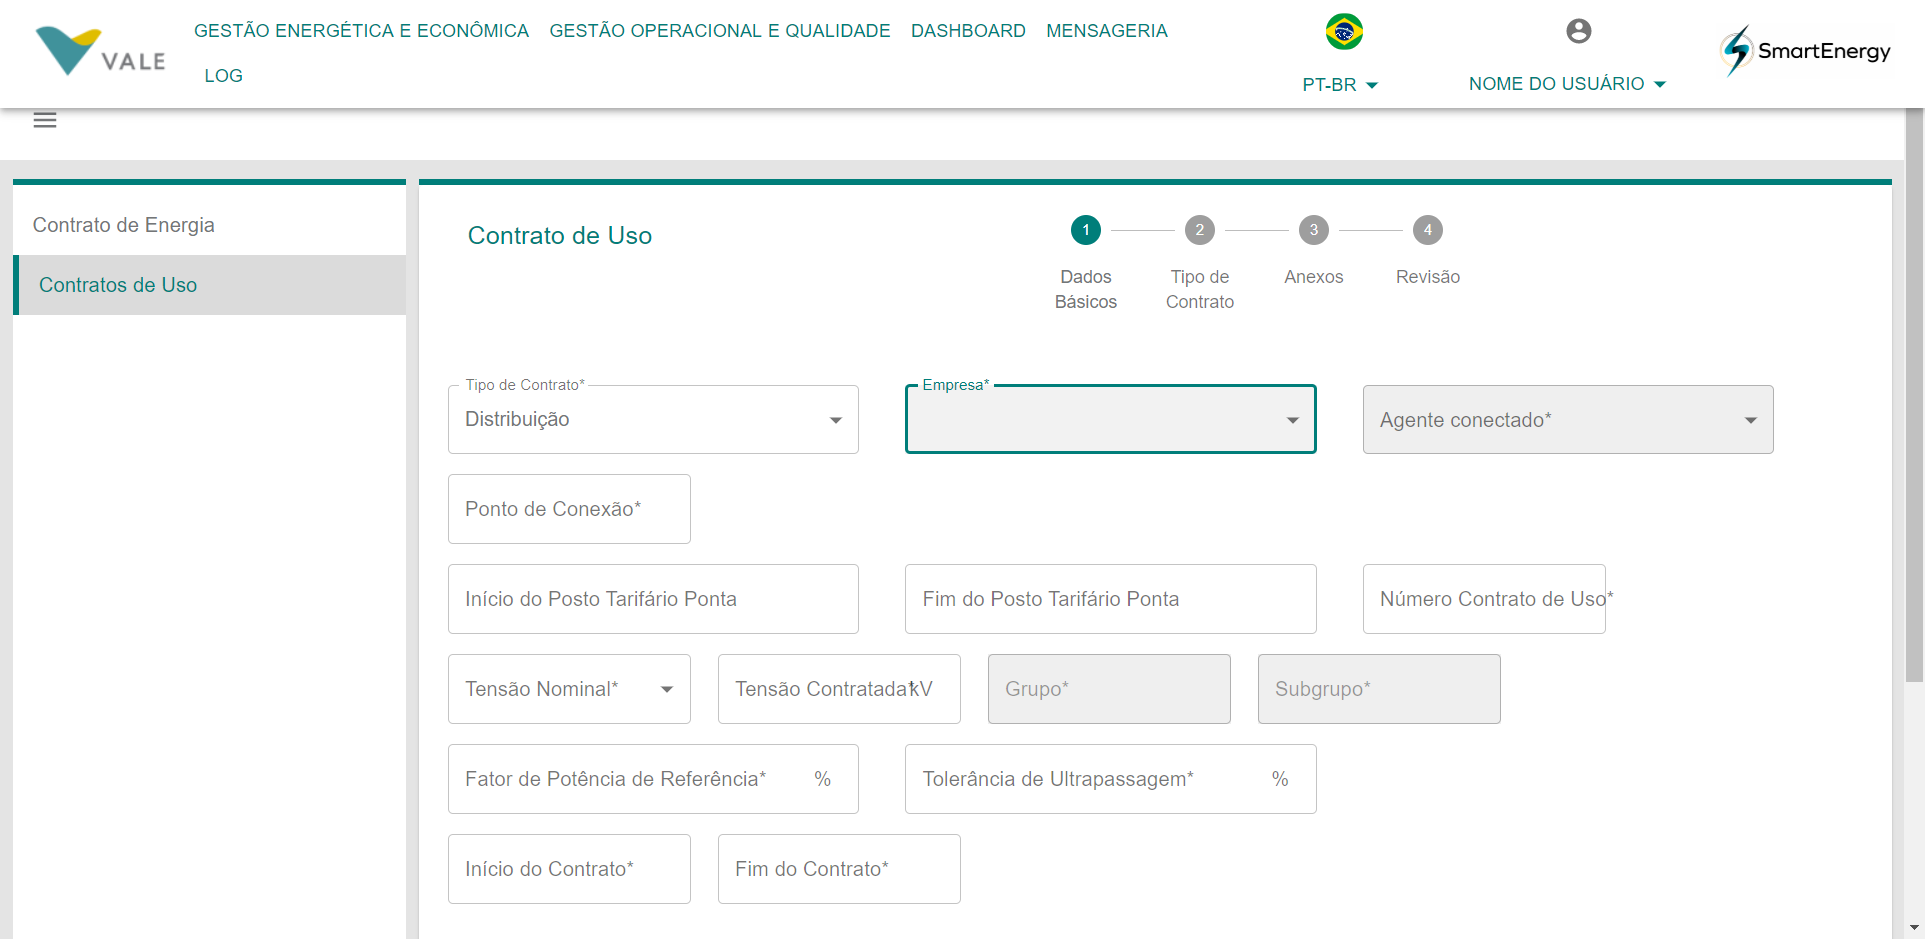 VALE
GESTÃO ENERGÉTICA E ECONÔMICA GESTÃO OPERACIONAL E QUALIDADE DASHBOARD MENSAGERIA
LOG
PT-BR
NOME DO USUÁRIO
SmartEnergy
Contrato de Energia
Contratos de Uso
Contrato de Uso
1 2 3 4
Dados Básicos
Tipo de Contrato
Anexos
Revisão
Tipo de Contrato*
Distribuição
Empresa*
Agente conectado*
Ponto de Conexão*
Início do Posto Tarifário Ponta
Fim do Posto Tarifário Ponta
Número Contrato de Uso*
Tensão Nominal*
Tensão Contratada* kV
Grupo*
Subgrupo*
Fator de Potência de Referência* %
Tolerância de Ultrapassagem* %
Início do Contrato*
Fim do Contrato*